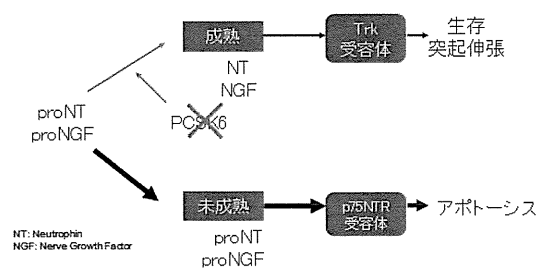 成熟
Trk
受容体
生存
突起伸張
NT
NGF
PCSK6
proNT
proNGF
未成熟
p75NTR
受容体
アポトーシス
proNT
proNGF
NT: Neutrophin
NGF: Nerve Growth Factor